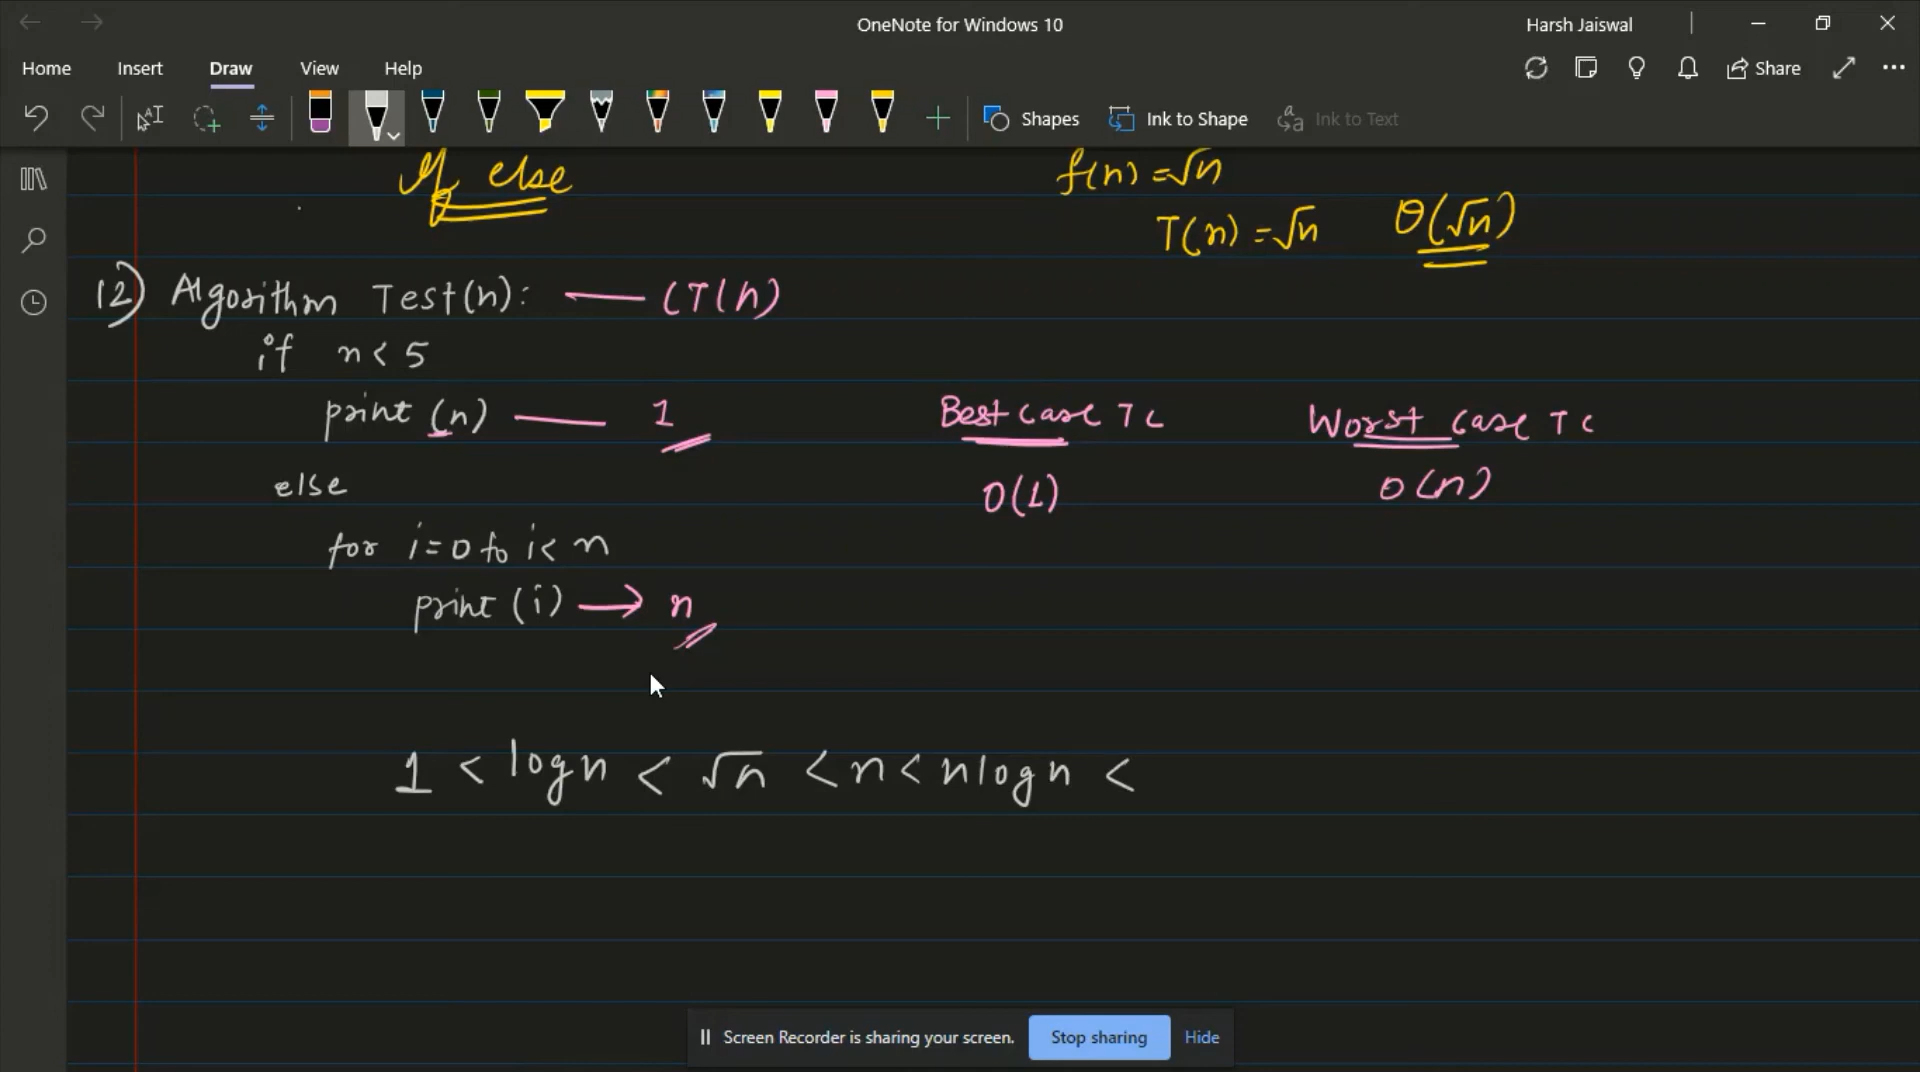 OneNote for Windows 10
Harsh Jaiswal
Home Insert Draw View Help
Share
Shapes Ink to Shape Ink to Text
If else
f(n) = √n
T(n) = √n θ(√n)
12) Algorithm Test(n): — (T(n)
if n < 5
print (n) — 1
Best case TC Worst case TC
else
O(1) O(n)
for i=0 to i< n
print (i) → n
1 < logn < √n < n < nlogn <
Screen Recorder is sharing your screen. Stop sharing Hide